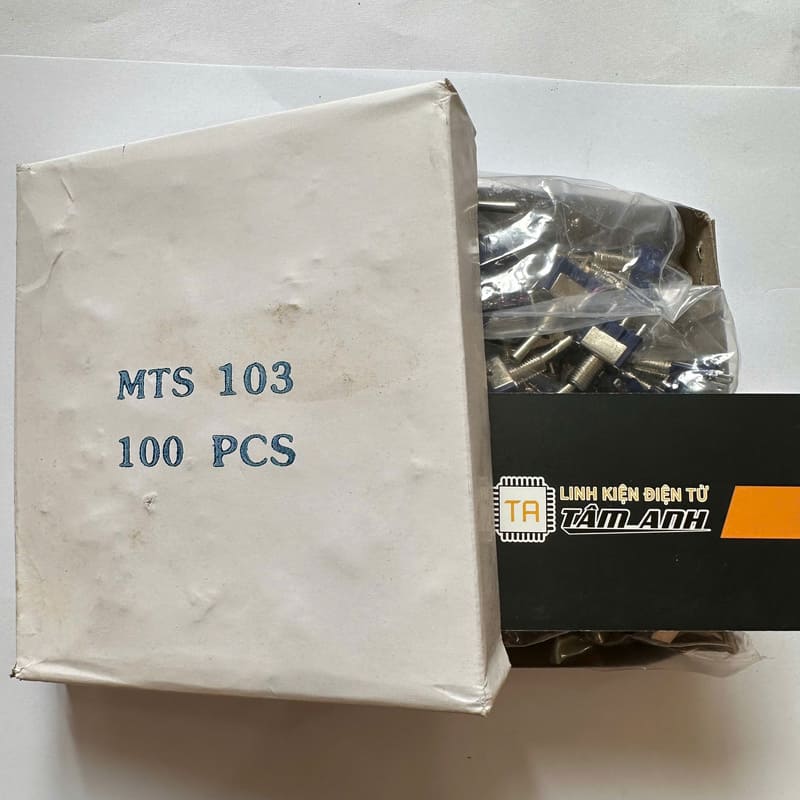 MTS 103
100 PCS
TA
LINH KIỆN ĐIỆN TỬ
TÂM ANH